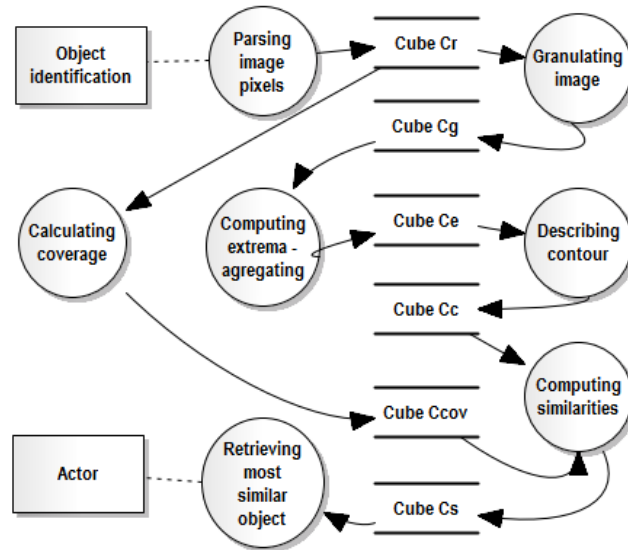 Object
identification
Parsing
image
pixels
Cube Cr
Granulating
image
Cube Cg
Calculating
coverage
Computing
extrema -
agregating
Cube Ce
Describing
contour
Cube Cc
Computing
similarities
Cube Ccov
Actor
Retrieving
most
similar
object
Cube Cs